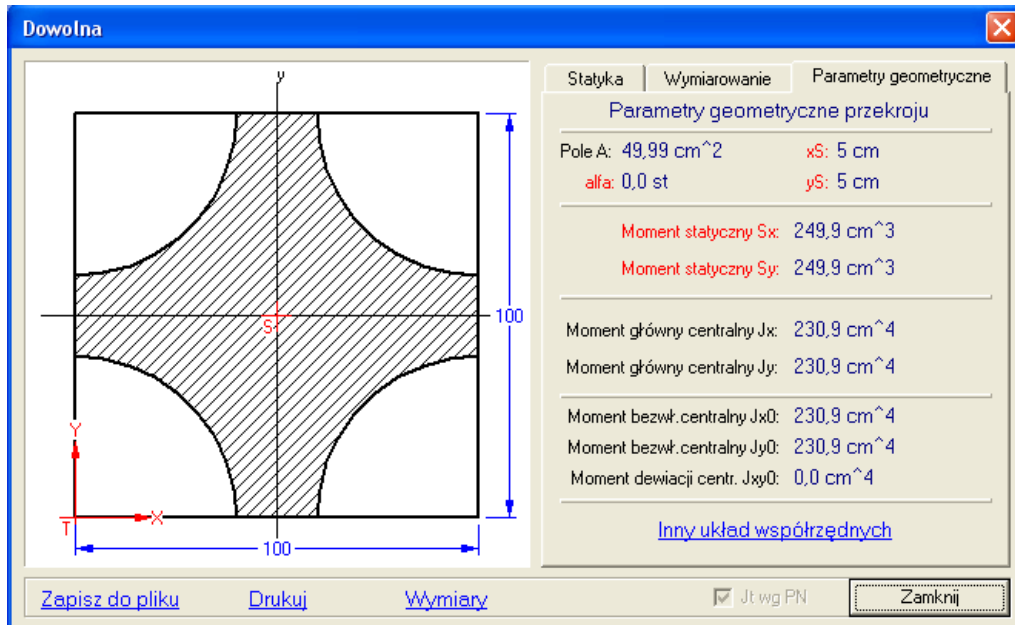 Dowolna
y
100
S
Y
T
X
100
Statyka
Wymiarowanie
Parametry geometryczne
Parametry geometryczne przekroju
Pole A: 49,99 cm^2 xS: 5 cm
alfa: 0,0 st yS: 5 cm
Moment statyczny Sx: 249,9 cm^3
Moment statyczny Sy: 249,9 cm^3
Moment główny centralny Jx: 230,9 cm^4
Moment główny centralny Jy: 230,9 cm^4
Moment bezwł.centralny Jx0: 230,9 cm^4
Moment bezwł.centralny Jy0: 230,9 cm^4
Moment dewiacji centr. Jxy0: 0,0 cm^4
Inny układ współrzędnych
Zapisz do pliku Drukuj Wymiary Jt wg PN Zamknij